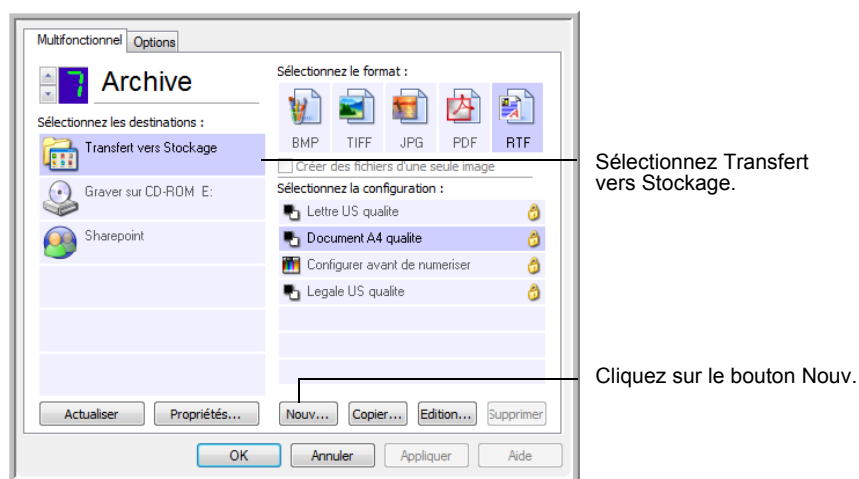 Multifonctionnel Options
7 Archive
Sélectionnez les destinations :
Transfert vers Stockage
Graver sur CD-ROM E:
Sharepoint
Actualiser Propriétés...
Sélectionnez le format :
BMP TIFF JPG PDF RTF
Créer des fichiers d'une seule image
Sélectionnez la configuration :
Lettre US qualite
Document A4 qualite
Configurer avant de numeriser
Legale US qualite
Nouv... Copier... Edition... Supprimer
OK Annuler Appliquer Aide
Sélectionnez Transfert
vers Stockage.
Cliquez sur le bouton Nouv.